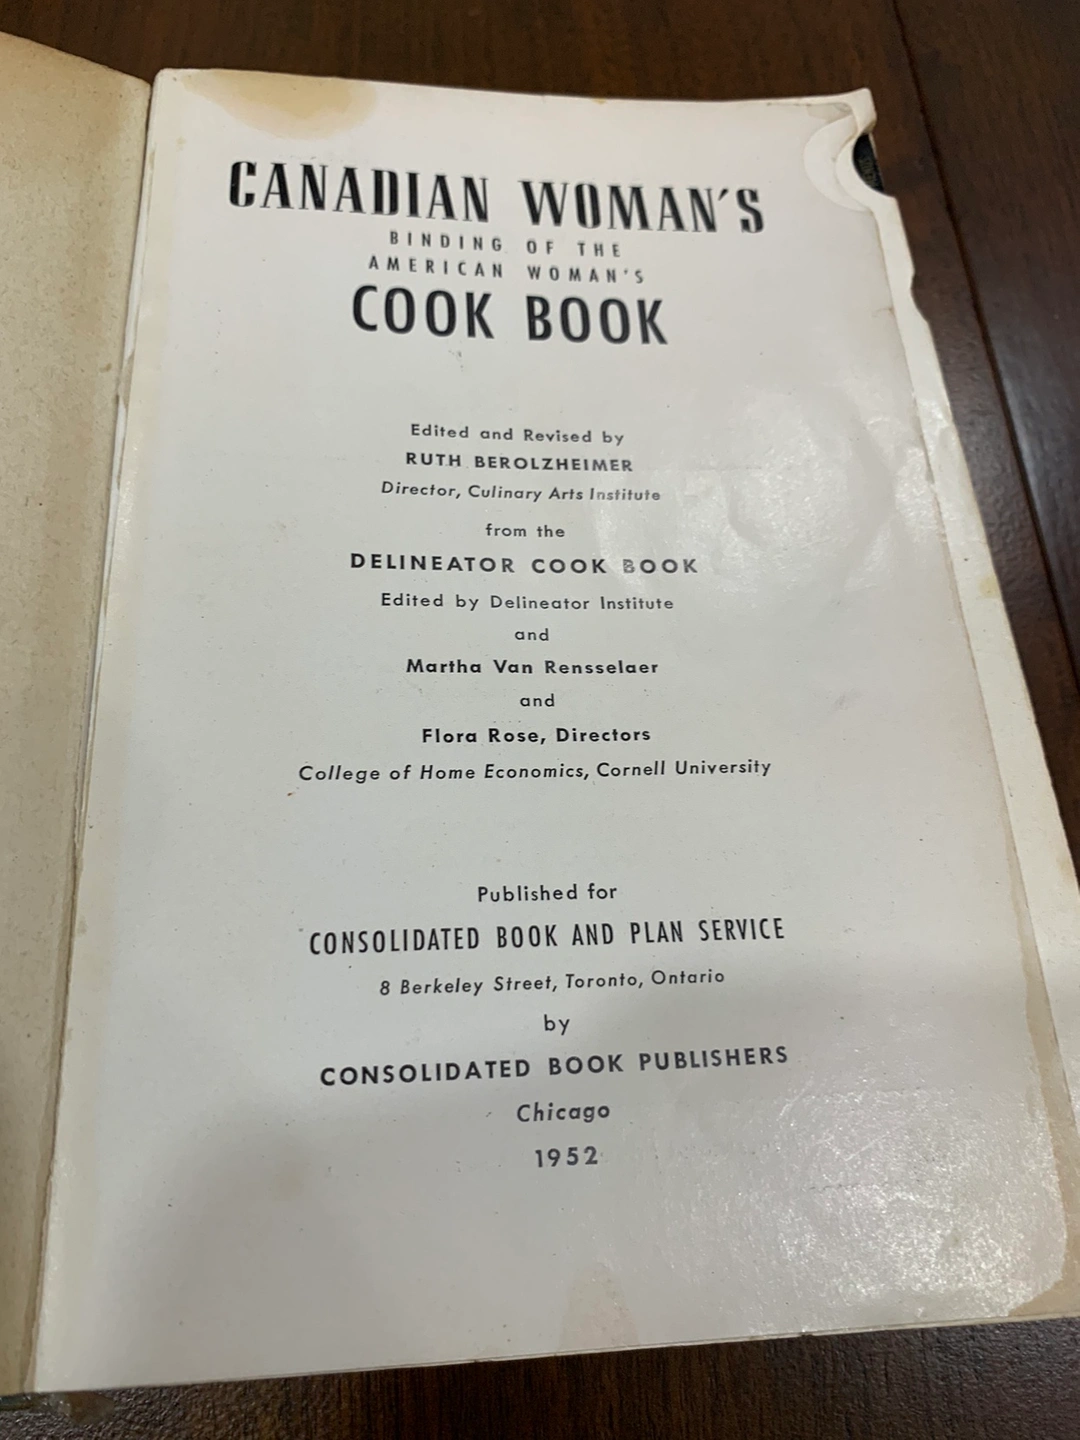 CANADIAN WOMAN'S
BINDING OF THE
AMERICAN WOMAN'S
COOK BOOK
Edited and Revised by
RUTH BEROLZHEIMER
Director, Culinary Arts Institute
from the
DELINEATOR COOK BOOK
Edited by Delineator Institute
and
Martha Van Rensselaer
and
Flora Rose, Directors
College of Home Economics, Cornell University
Published for
CONSOLIDATED BOOK AND PLAN SERVICE
8 Berkeley Street, Toronto, Ontario
by
CONSOLIDATED BOOK PUBLISHERS
Chicago
1952